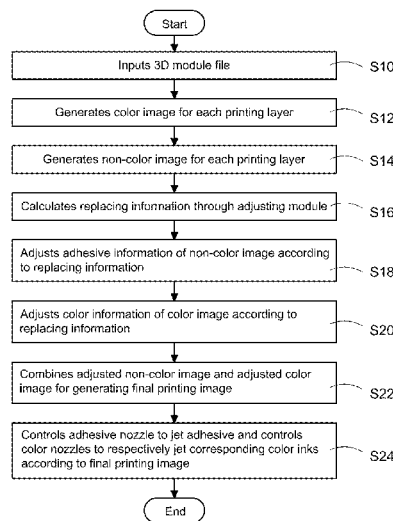 Start
Inputs 3D module file
S10
Generates color image for each printing layer
S12
Generates non-color image for each printing layer
S14
Calculates replacing information through adjusting module
S16
Adjusts adhesive information of non-color image according
to replacing information
S18
Adjusts color information of color image according to
replacing information
S20
Combines adjusted non-color image and adjusted color
image for generating final printing image
S22
Controls adhesive nozzle to jet adhesive and controls
color nozzles to respectively jet corresponding color inks
according to final printing image
S24
End